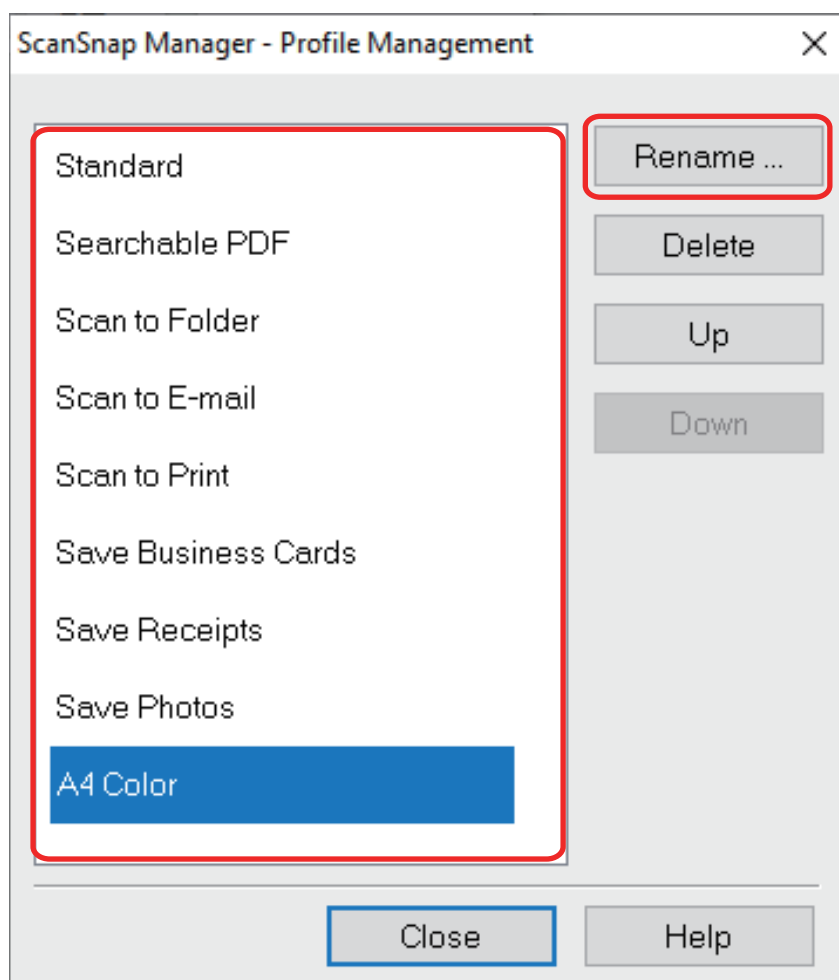 ScanSnap Manager - Profile Management
Standard
Searchable PDF
Scan to Folder
Scan to E-mail
Scan to Print
Save Business Cards
Save Receipts
Save Photos
A4 Color
Rename ...
Delete
Up
Down
Close
Help